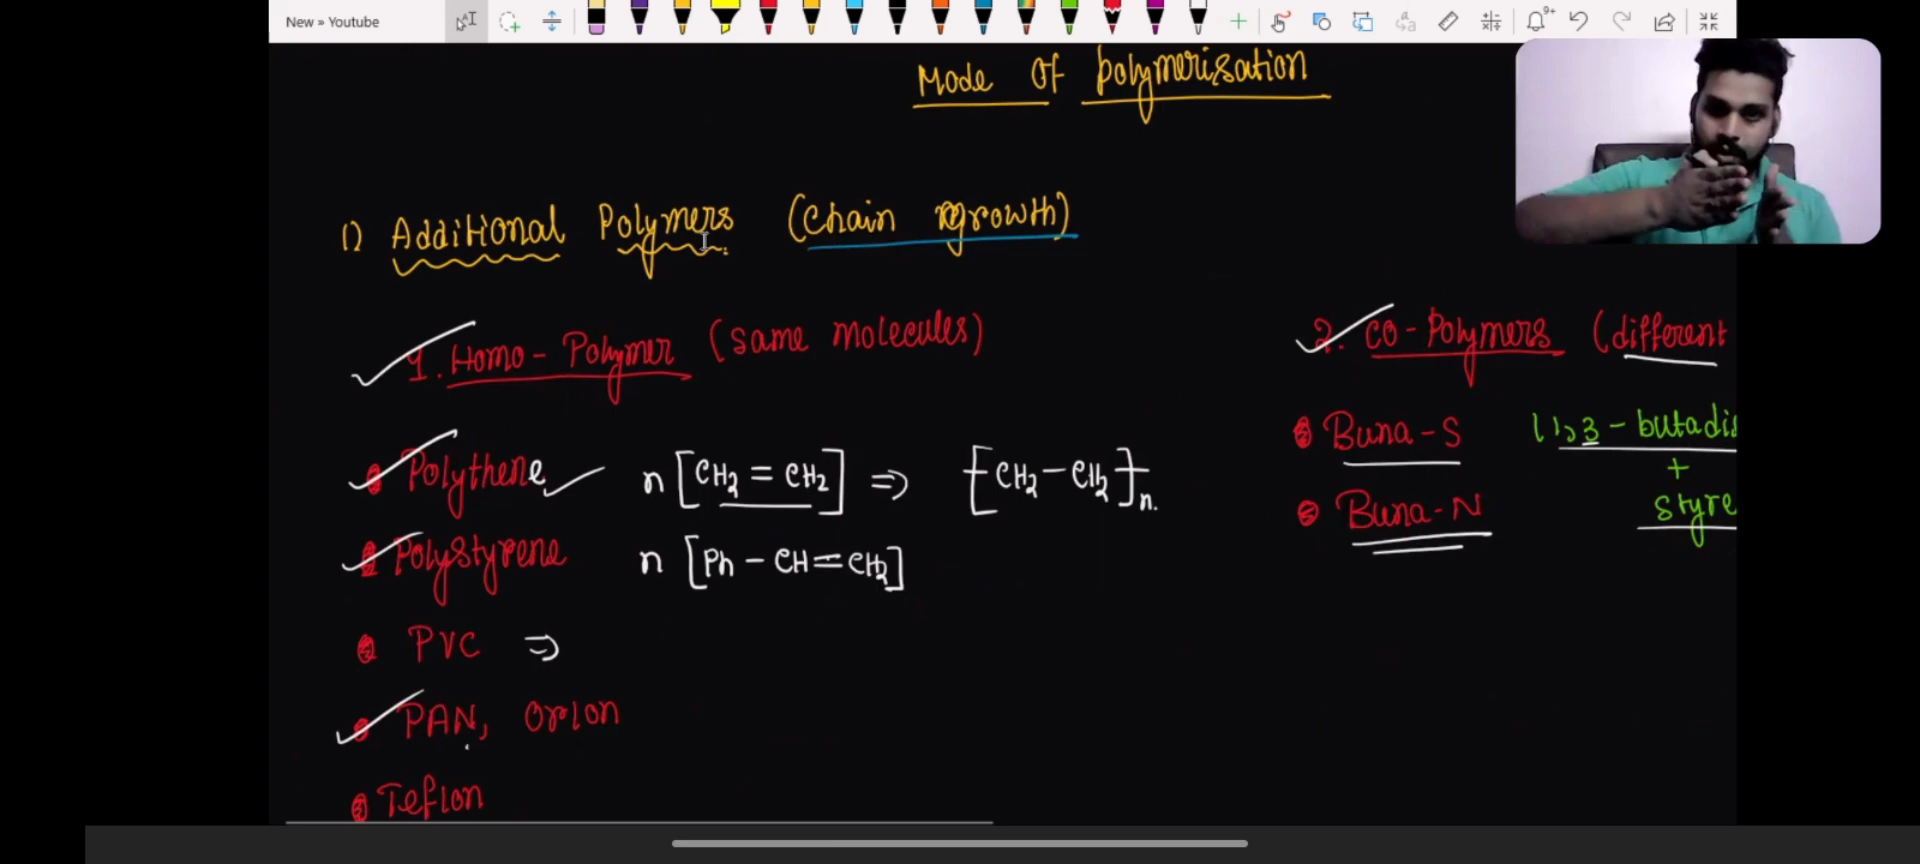 New » Youtube
9+
Mode of polymerisation
1) Additional Polymers (Chain growth)
1. Homo-Polymer (same molecules)
2. CO-Polymers (different
Polythene n[CH2 = CH2] ⇒ [CH2-CH2]n.
Buna-S (1,3-butadi
+
Buna-N styre
Polystyrene n [Ph - CH=CH2]
PVC ⇒
PAN, Orlon
Teflon